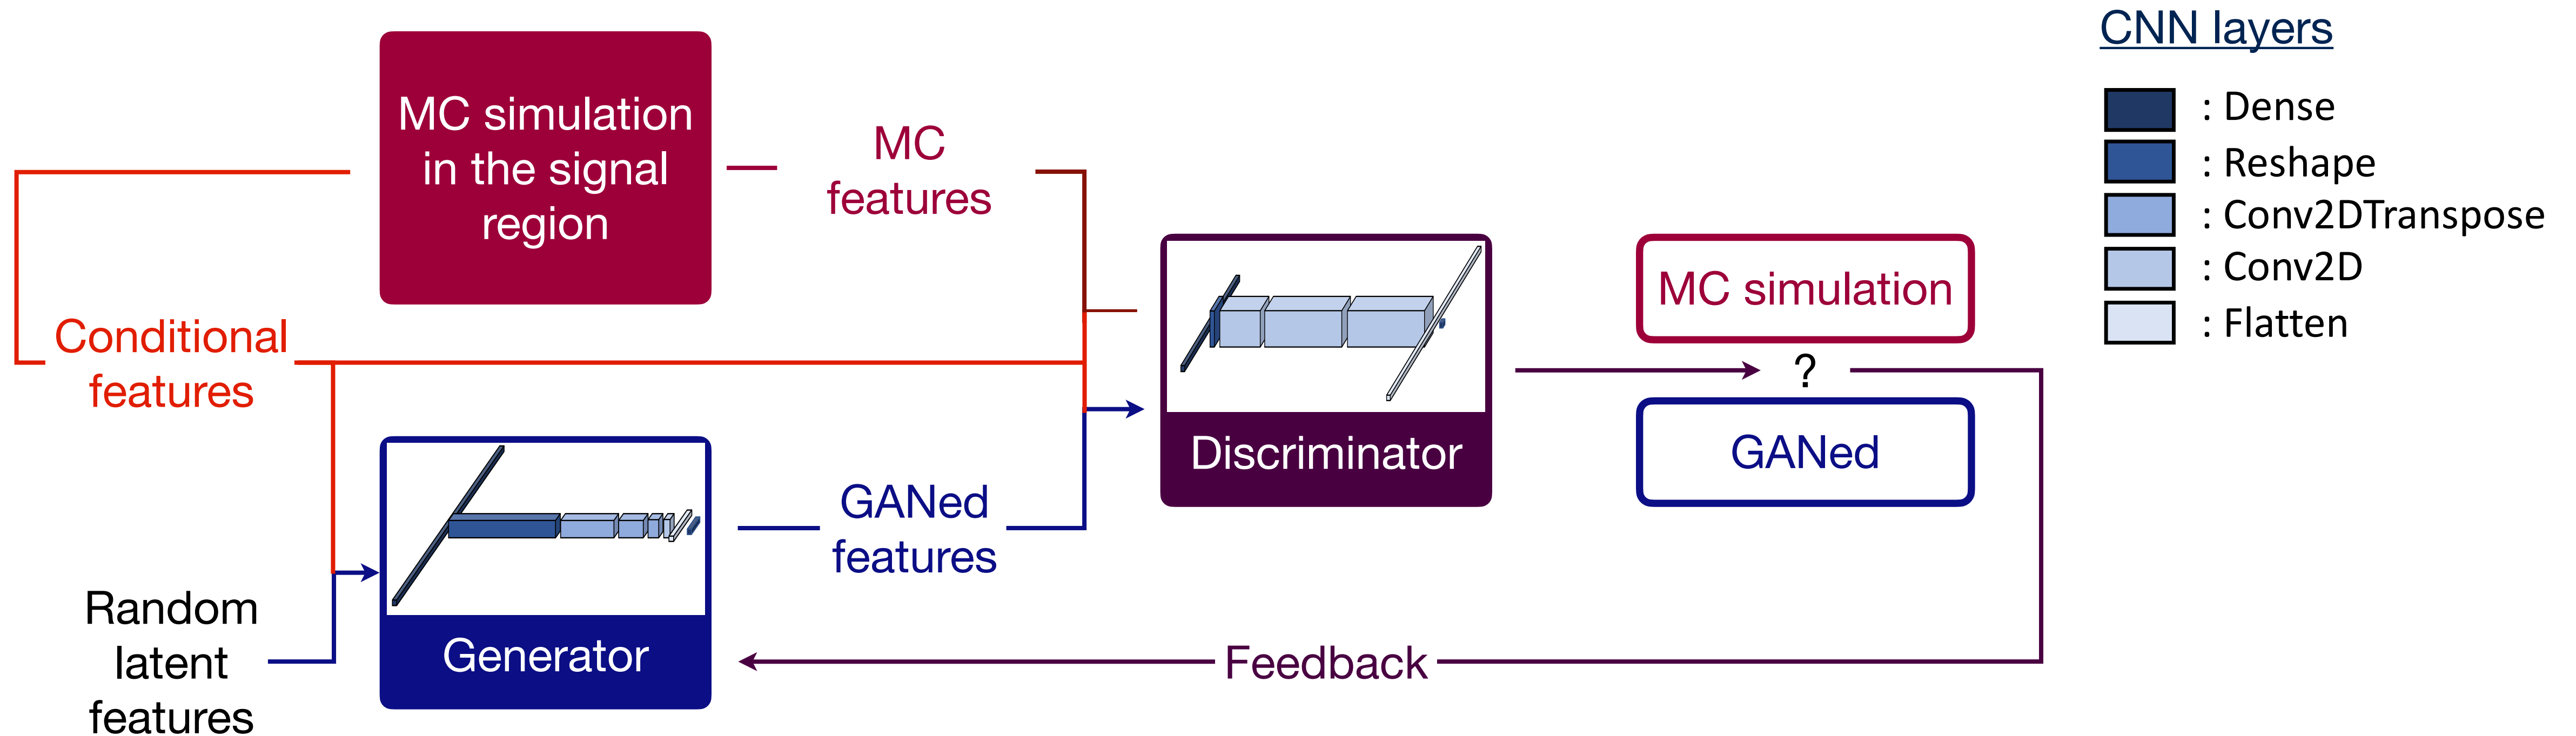 MC simulation
in the signal
region
MC
features
Conditional
features
Random
latent
features
Generator
GANed
features
Discriminator
MC simulation
?
GANed
Feedback
CNN layers
: Dense
: Reshape
: Conv2DTranspose
: Conv2D
: Flatten